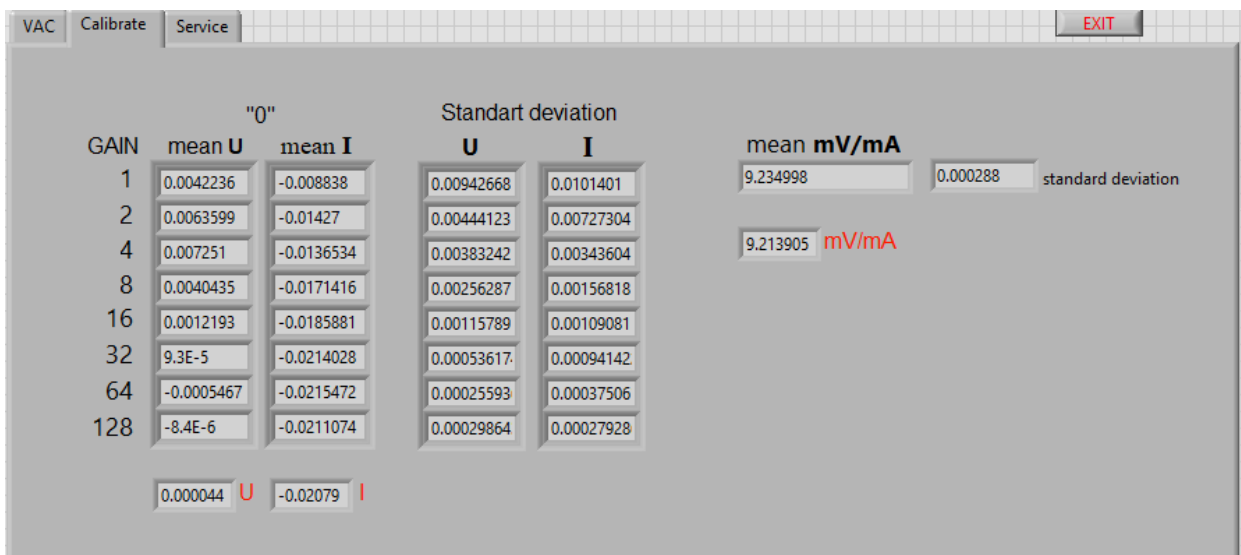 VAC Calibrate Service EXIT
"0" Standart deviation
GAIN mean U mean I U I mean mV/mA
1 0.0042236 -0.008838 0.00942668 0.0101401 9.234998 0.000288 standard deviation
2 0.0063599 -0.01427 0.00444123 0.00727304
4 0.007251 -0.0136534 0.00383242 0.00343604 9.213905 mV/mA
8 0.0040435 -0.0171416 0.00256287 0.00156818
16 0.0012193 -0.0185881 0.00115789 0.00109081
32 9.3E-5 -0.0214028 0.00053617 0.00094142
64 -0.0005467 -0.0215472 0.00025593 0.00037506
128 -8.4E-6 -0.0211074 0.00029864 0.00027928
0.000044 U -0.02079 I